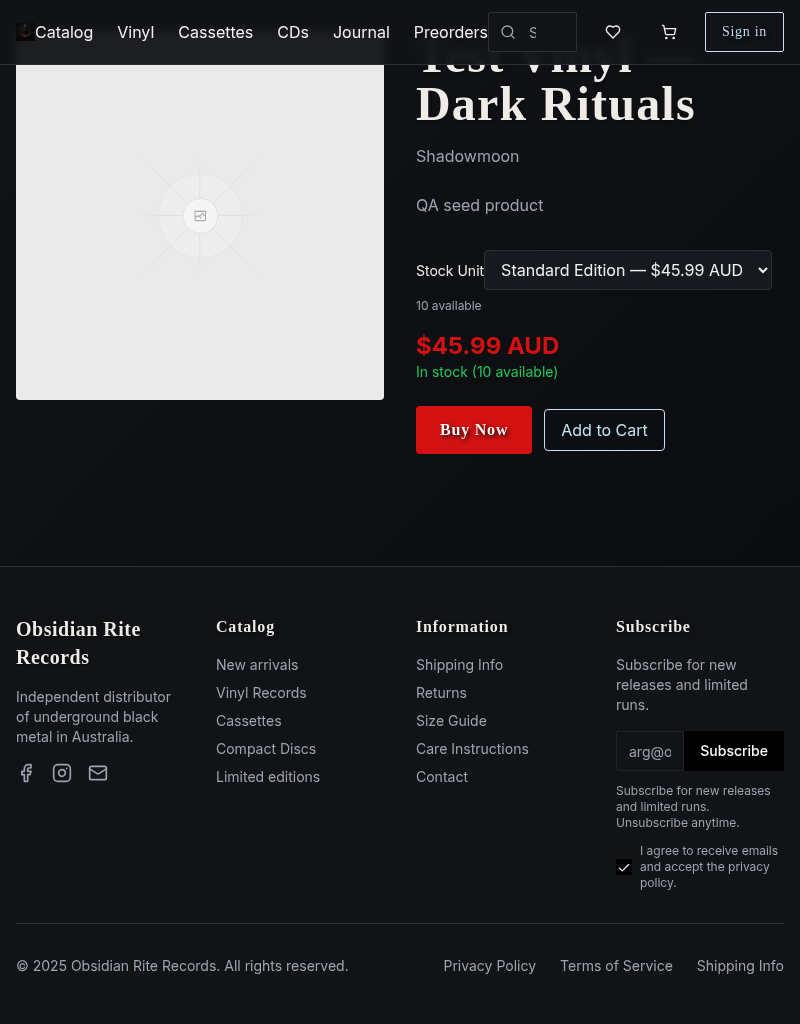 Catalog Vinyl Cassettes CDs Journal Preorders S Sign in
Test Vinyl —
Dark Rituals
Shadowmoon
QA seed product
Stock Unit Standard Edition — $45.99 AUD
10 available
$45.99 AUD
In stock (10 available)
Buy Now Add to Cart
Obsidian Rite
Records
Independent distributor
of underground black
metal in Australia.
Catalog
New arrivals
Vinyl Records
Cassettes
Compact Discs
Limited editions
Information
Shipping Info
Returns
Size Guide
Care Instructions
Contact
Subscribe
Subscribe for new
releases and limited
runs.
arg@o Subscribe
Subscribe for new releases
and limited runs.
Unsubscribe anytime.
I agree to receive emails
and accept the privacy
policy.
© 2025 Obsidian Rite Records. All rights reserved.
Privacy Policy Terms of Service Shipping Info